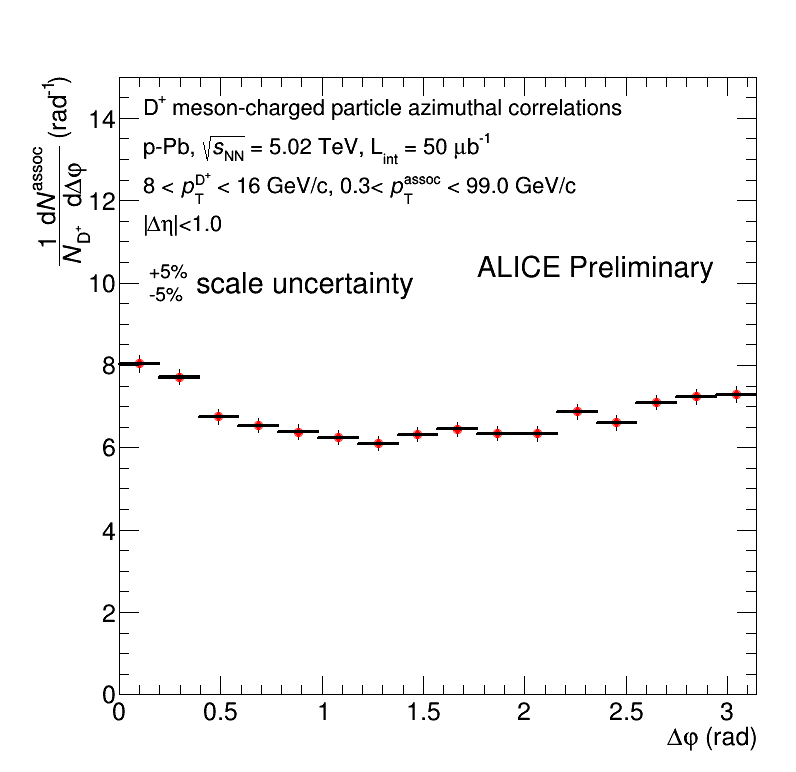 D⁺ meson-charged particle azimuthal correlations
p-Pb, √s_NN = 5.02 TeV, L_int = 50 μb⁻¹
8 < p_T^D⁺ < 16 GeV/c, 0.3< p_T^assoc < 99.0 GeV/c
|Δη|<1.0
+5%
-5% scale uncertainty
ALICE Preliminary
1 dN^assoc
N_D⁺ dΔφ (rad⁻¹)
14
12
10
8
6
4
2
0
0 0.5 1 1.5 2 2.5 3
Δφ (rad)